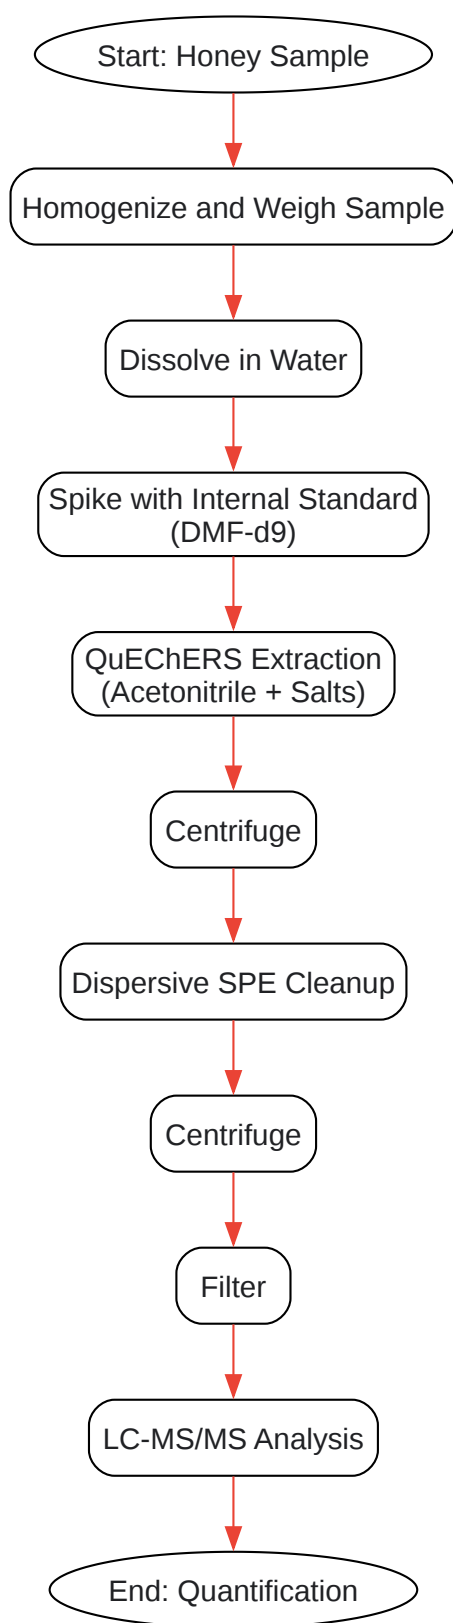 Start: Honey Sample
Homogenize and Weigh Sample
Dissolve in Water
Spike with Internal Standard
(DMF-d9)
QuEChERS Extraction
(Acetonitrile + Salts)
Centrifuge
Dispersive SPE Cleanup
Centrifuge
Filter
LC-MS/MS Analysis
End: Quantification